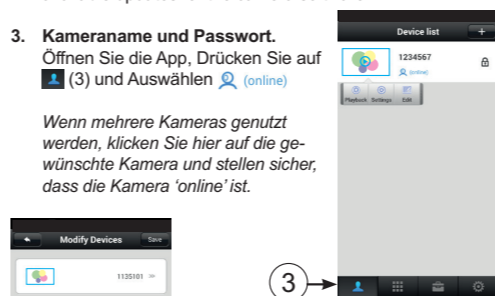 3. Kameraname und Passwort.
Öffnen Sie die App, Drücken Sie auf
(3) und Auswählen (online)
Wenn mehrere Kameras genutzt
werden, klicken Sie hier auf die ge-
wünschte Kamera und stellen sicher,
dass die Kamera ‘online’ ist.
Device list +
1234567
(online)
Playback Settings Edit
Modify Devices Save
1135101 >>
3